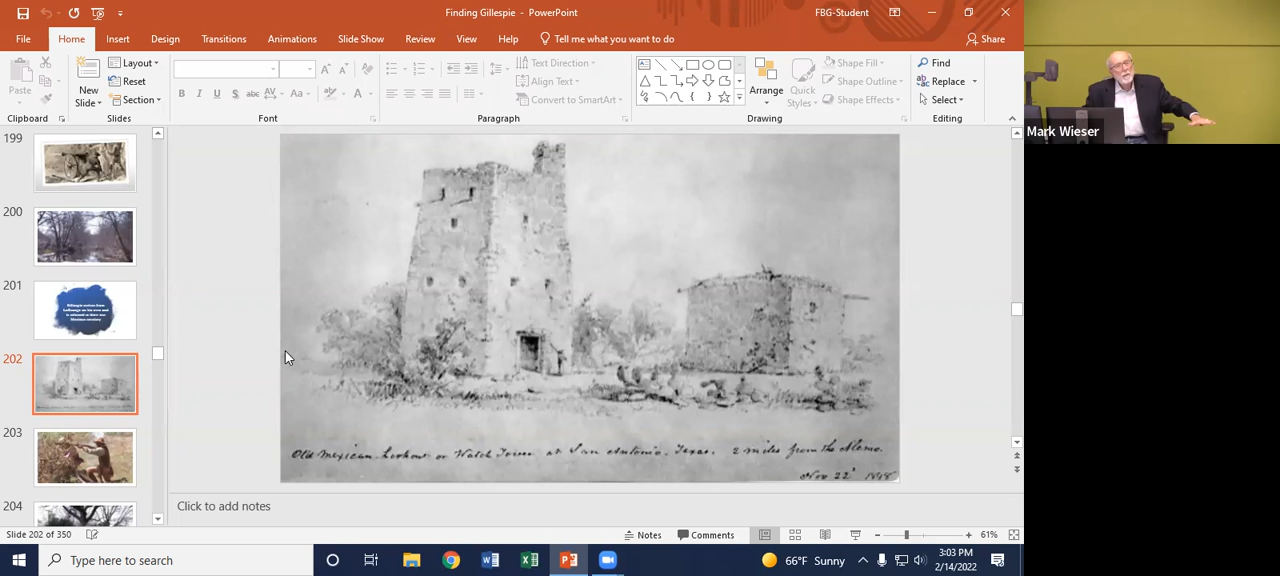 Finding Gillespie - PowerPoint
FBG-Student
File Home Insert Design Transitions Animations Slide Show Review View Help Tell me what you want to do Share
Paste
Clipboard
New
Slide
Layout
Reset
Section
Slides
B I U S abc AV Aa A
Font
Text Direction
Align Text
Convert to SmartArt
Paragraph
Arrange
Quick
Styles
Shape Fill
Shape Outline
Shape Effects
Drawing
Find
Replace
Select
Editing
Mark Wieser
199
200
201
Gillespie
202
203
204
Old Mexican Lookout or Watch Tower at San Antonio. Texas. 2 miles from the Alamo.
Nov 22d 1848
Click to add notes
Slide 202 of 350
Notes
Comments
61%
Type here to search
66°F Sunny
3:03 PM
2/14/2022